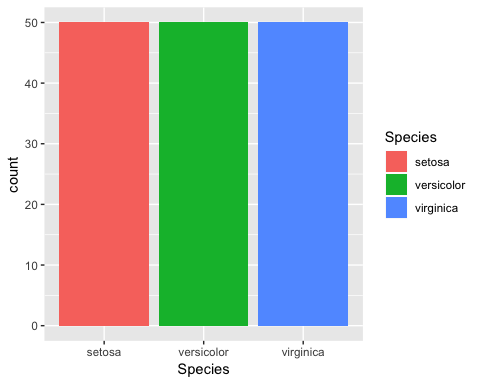 count
50
40
30
20
10
0
setosa
versicolor
virginica
Species
Species
setosa
versicolor
virginica